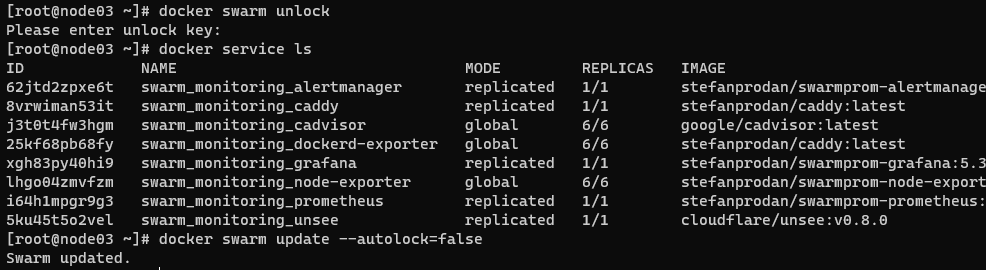 [root@node03 ~]# docker swarm unlock
Please enter unlock key:
[root@node03 ~]# docker service ls
ID NAME MODE REPLICAS IMAGE
62jtd2zpxe6t swarm_monitoring_alertmanager replicated 1/1 stefanprodan/swarmprom-alertmanage
8vrwiman53it swarm_monitoring_caddy replicated 1/1 stefanprodan/caddy:latest
j3t0t4fw3hgm swarm_monitoring_cadvisor global 6/6 google/cadvisor:latest
25kf68pb68fy swarm_monitoring_dockerd-exporter global 6/6 stefanprodan/caddy:latest
xgh83py40hi9 swarm_monitoring_grafana replicated 1/1 stefanprodan/swarmprom-grafana:5.3
lhgo04zmvfzm swarm_monitoring_node-exporter global 6/6 stefanprodan/swarmprom-node-export
i64h1mpgr9g3 swarm_monitoring_prometheus replicated 1/1 stefanprodan/swarmprom-prometheus:
5ku45t5o2vel swarm_monitoring_unsee replicated 1/1 cloudflare/unsee:v0.8.0
[root@node03 ~]# docker swarm update --autolock=false
Swarm updated.